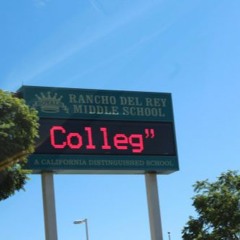 RANCHO DEL REY
MIDDLE SCHOOL
Colleg”
A CALIFORNIA DISTINGUISHED SCHOOL